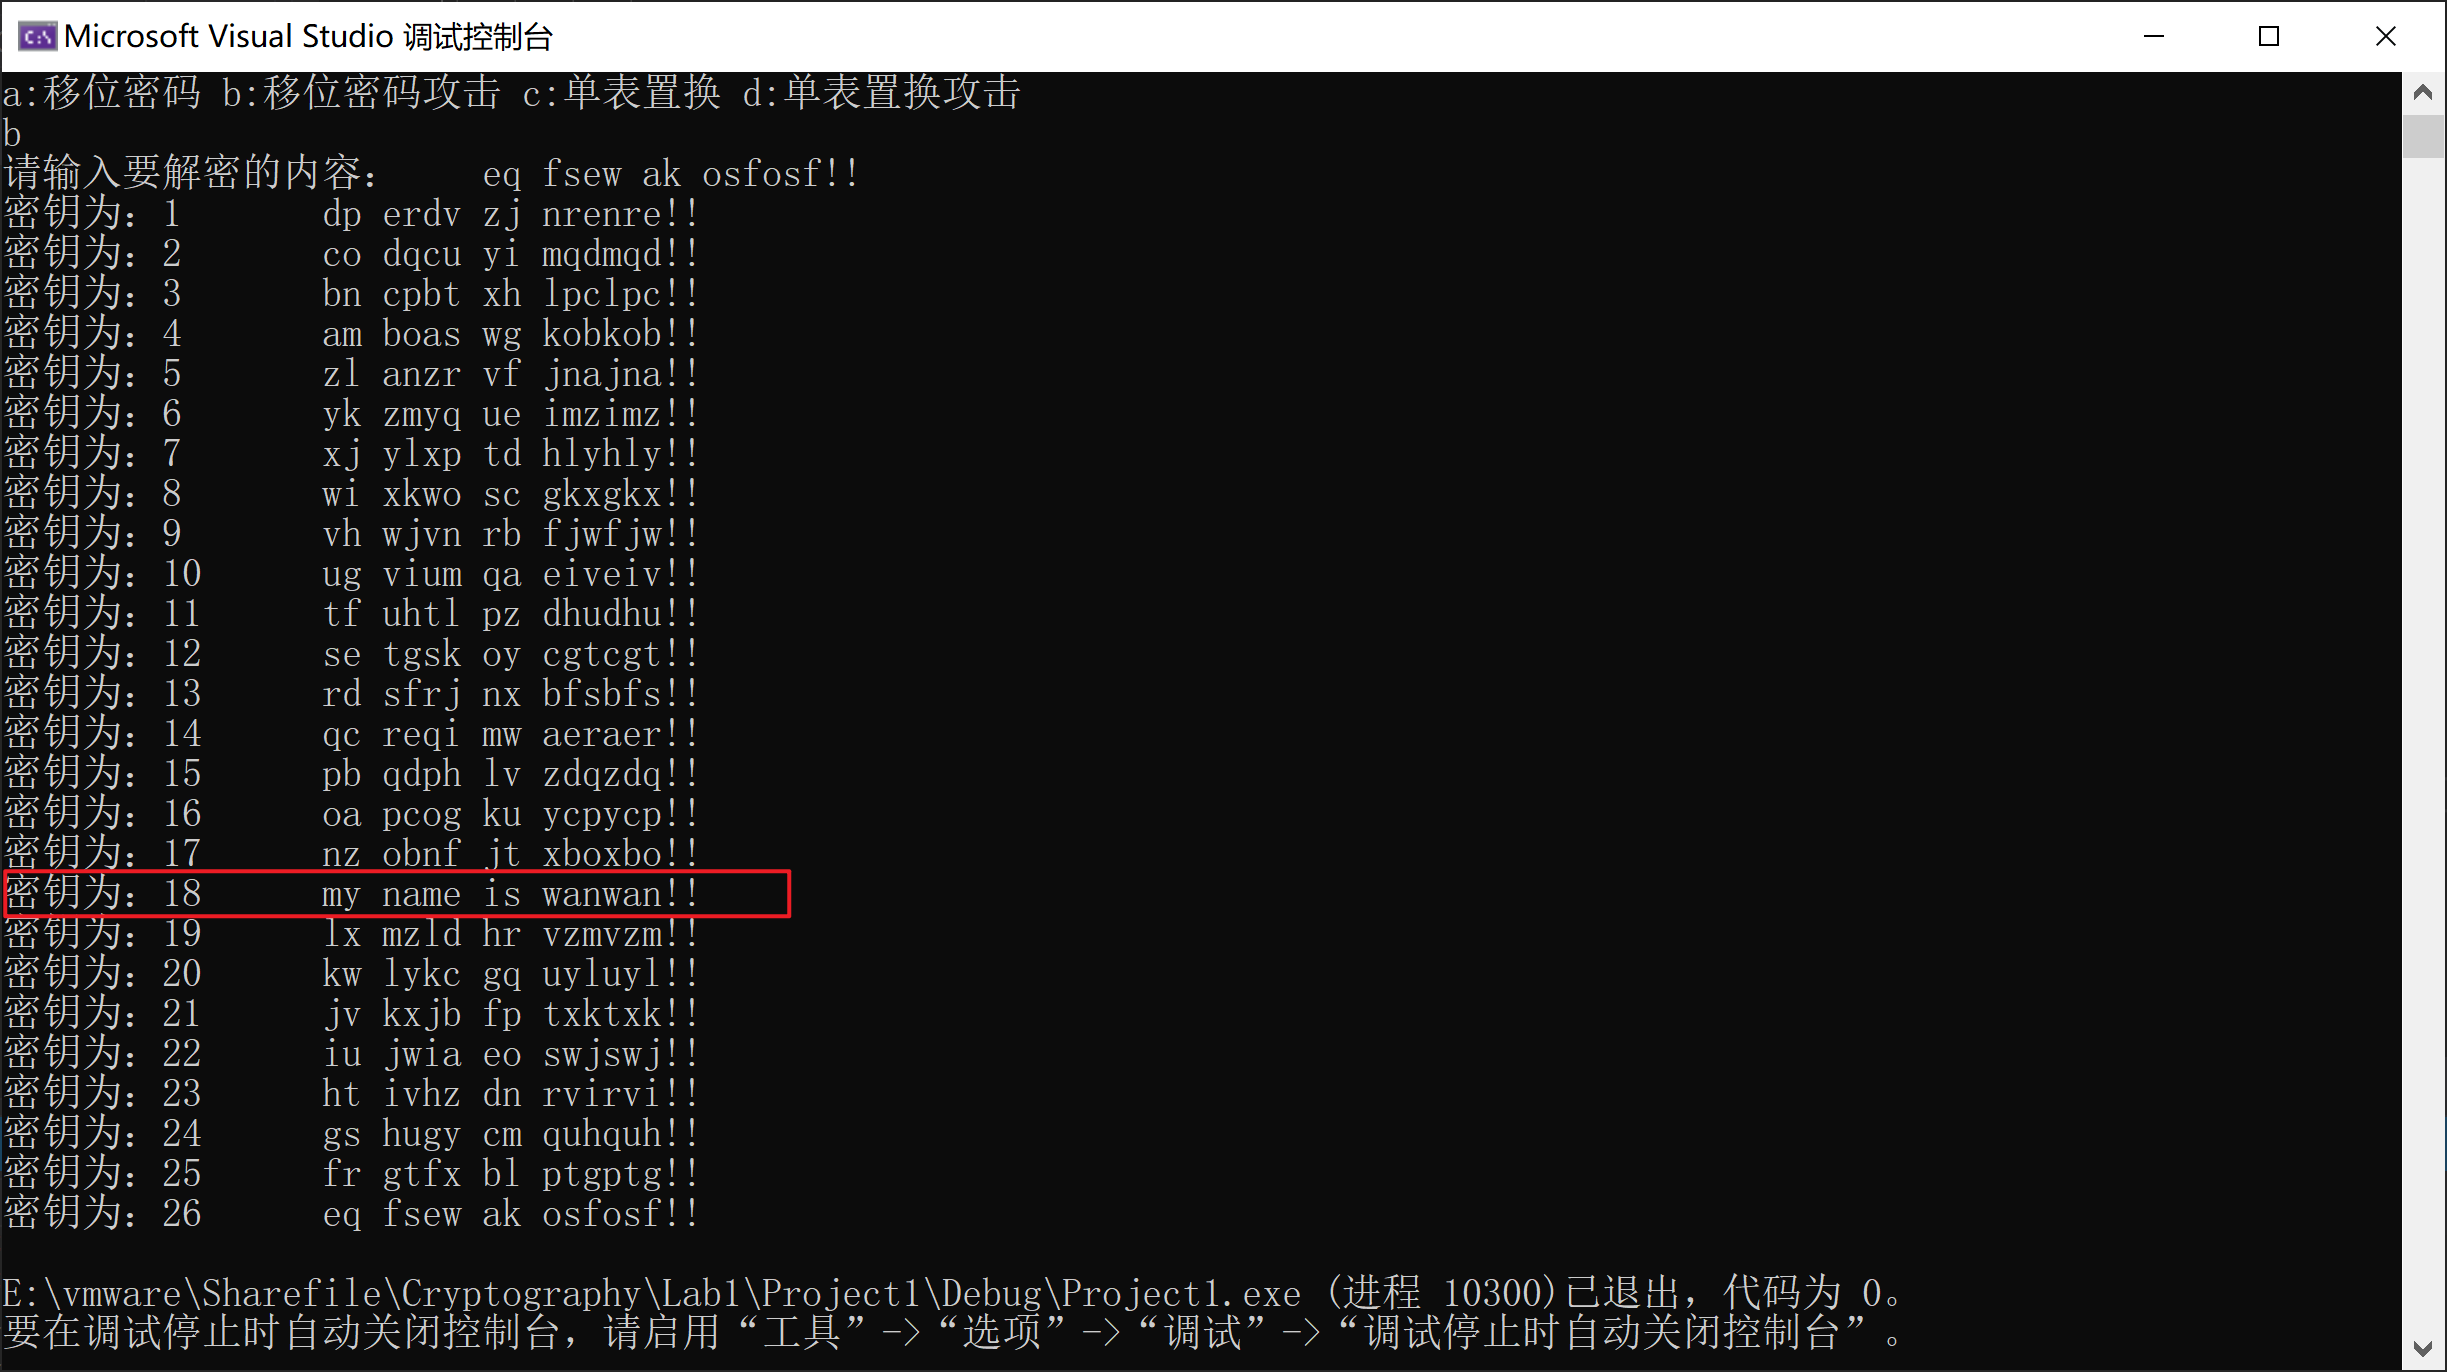 Microsoft Visual Studio 调试控制台
a:移位密码 b:移位密码攻击 c:单表置换 d:单表置换攻击
b
请输入要解密的内容： eq fsew ak osfosf!!
密钥为：1 dp erdv zj nrenre!!
密钥为：2 co dqcu yi mqdmqd!!
密钥为：3 bn cpbt xh lpclpc!!
密钥为：4 am boas wg kobkob!!
密钥为：5 zl anzr vf jnajna!!
密钥为：6 yk zmyq ue imzimz!!
密钥为：7 xj ylxp td hlyhly!!
密钥为：8 wi xkwo sc gkxgkx!!
密钥为：9 vh wjvn rb fjwfjw!!
密钥为：10 ug vium qa eiveiv!!
密钥为：11 tf uhtl pz dhudhu!!
密钥为：12 se tgsk oy cgtcgt!!
密钥为：13 rd sfrj nx bfsbfs!!
密钥为：14 qc reqi mw aeraer!!
密钥为：15 pb qdph lv zdqzdq!!
密钥为：16 oa pcog ku ycpycp!!
密钥为：17 nz obnf jt xboxbo!!
密钥为：18 my name is wanwan!!
密钥为：19 lx mzld hr vzmvzm!!
密钥为：20 kw lykc gq uyluyl!!
密钥为：21 jv kxjb fp txktxk!!
密钥为：22 iu jwia eo swjswj!!
密钥为：23 ht ivhz dn rvirvi!!
密钥为：24 gs hugy cm quhquh!!
密钥为：25 fr gtfx bl ptgptg!!
密钥为：26 eq fsew ak osfosf!!
E:\vmware\Sharefile\Cryptography\Lab1\Project1\Debug\Project1.exe (进程 10300)已退出，代码为 0。
要在调试停止时自动关闭控制台，请启用“工具”->“选项”->“调试”->“调试停止时自动关闭控制台”。